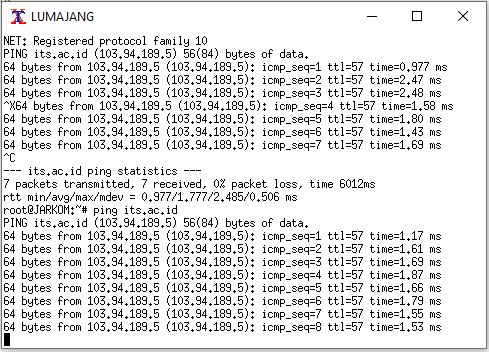 LUMAJANG
NET: Registered protocol family 10
PING its.ac.id (103.94.189.5) 56(84) bytes of data.
64 bytes from 103.94.189.5 (103.94.189.5): icmp_seq=1 ttl=57 time=0.977 ms
64 bytes from 103.94.189.5 (103.94.189.5): icmp_seq=2 ttl=57 time=2.47 ms
64 bytes from 103.94.189.5 (103.94.189.5): icmp_seq=3 ttl=57 time=2.48 ms
^X64 bytes from 103.94.189.5 (103.94.189.5): icmp_seq=4 ttl=57 time=1.58 ms
64 bytes from 103.94.189.5 (103.94.189.5): icmp_seq=5 ttl=57 time=1.80 ms
64 bytes from 103.94.189.5 (103.94.189.5): icmp_seq=6 ttl=57 time=1.43 ms
64 bytes from 103.94.189.5 (103.94.189.5): icmp_seq=7 ttl=57 time=1.69 ms
^C
--- its.ac.id ping statistics ---
7 packets transmitted, 7 received, 0% packet loss, time 6012ms
rtt min/avg/max/mdev = 0.977/1.777/2.485/0.506 ms
root@JARKOM:~# ping its.ac.id
PING its.ac.id (103.94.189.5) 56(84) bytes of data.
64 bytes from 103.94.189.5 (103.94.189.5): icmp_seq=1 ttl=57 time=1.17 ms
64 bytes from 103.94.189.5 (103.94.189.5): icmp_seq=2 ttl=57 time=1.61 ms
64 bytes from 103.94.189.5 (103.94.189.5): icmp_seq=3 ttl=57 time=1.69 ms
64 bytes from 103.94.189.5 (103.94.189.5): icmp_seq=4 ttl=57 time=1.87 ms
64 bytes from 103.94.189.5 (103.94.189.5): icmp_seq=5 ttl=57 time=1.66 ms
64 bytes from 103.94.189.5 (103.94.189.5): icmp_seq=6 ttl=57 time=1.79 ms
64 bytes from 103.94.189.5 (103.94.189.5): icmp_seq=7 ttl=57 time=1.55 ms
64 bytes from 103.94.189.5 (103.94.189.5): icmp_seq=8 ttl=57 time=1.53 ms